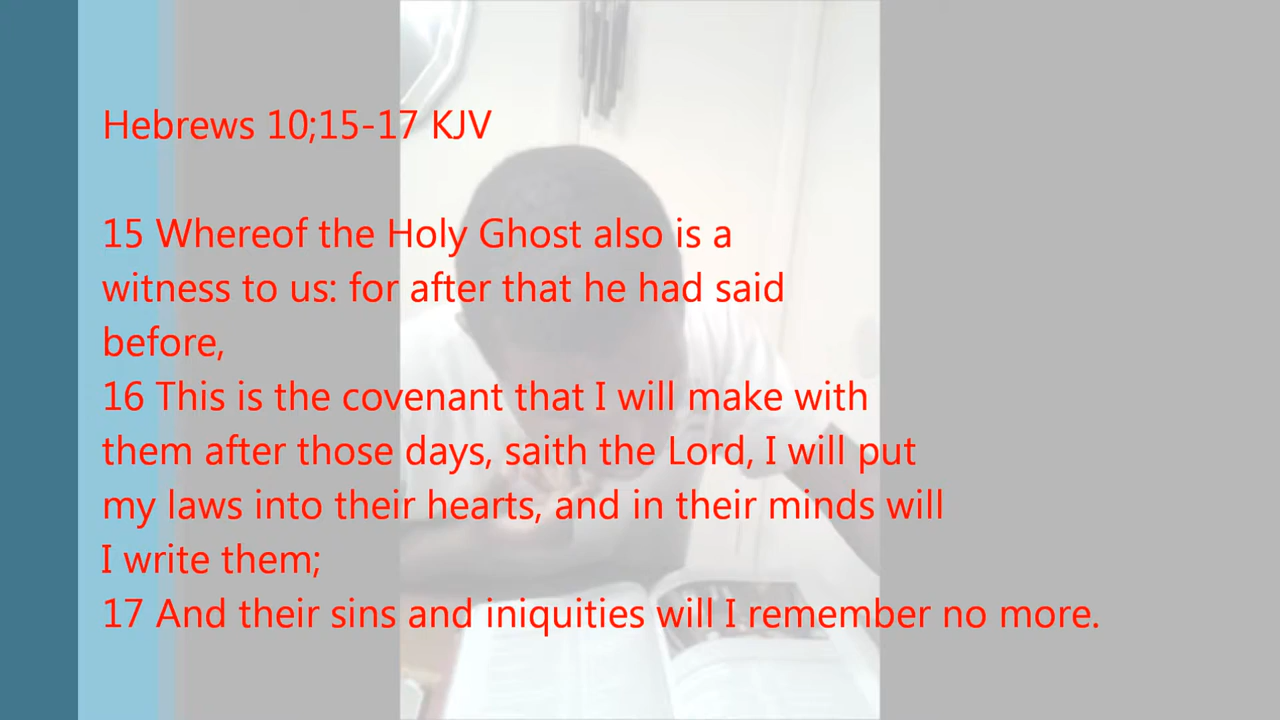 Hebrews 10;15-17 KJV
15 Whereof the Holy Ghost also is a
witness to us: for after that he had said
before,
16 This is the covenant that I will make with
them after those days, saith the Lord, I will put
my laws into their hearts, and in their minds will
I write them;
17 And their sins and iniquities will I remember no more.